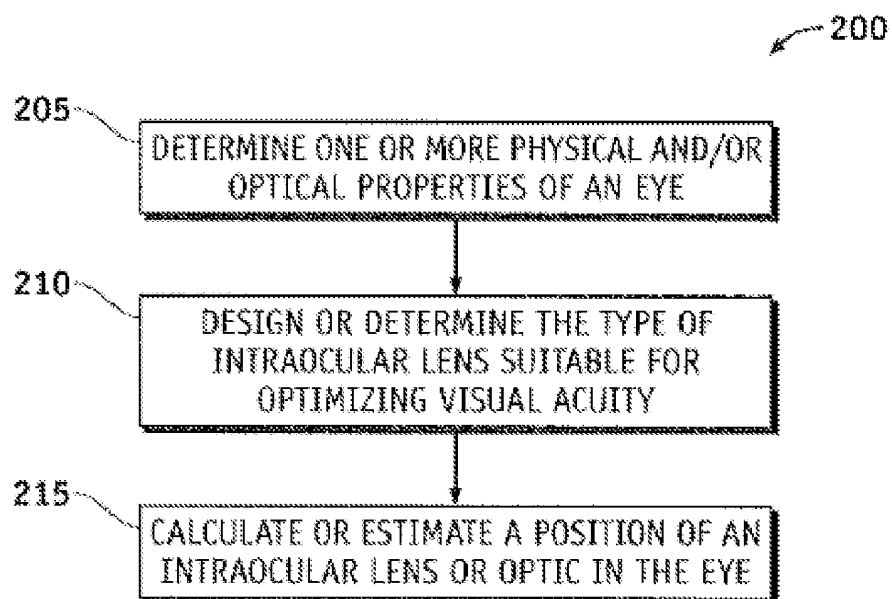 200
205
DETERMINE ONE OR MORE PHYSICAL AND/OR
OPTICAL PROPERTIES OF AN EYE
210
DESIGN OR DETERMINE THE TYPE OF
INTRAOCULAR LENS SUITABLE FOR
OPTIMIZING VISUAL ACUITY
215
CALCULATE OR ESTIMATE A POSITION OF AN
INTRAOCULAR LENS OR OPTIC IN THE EYE